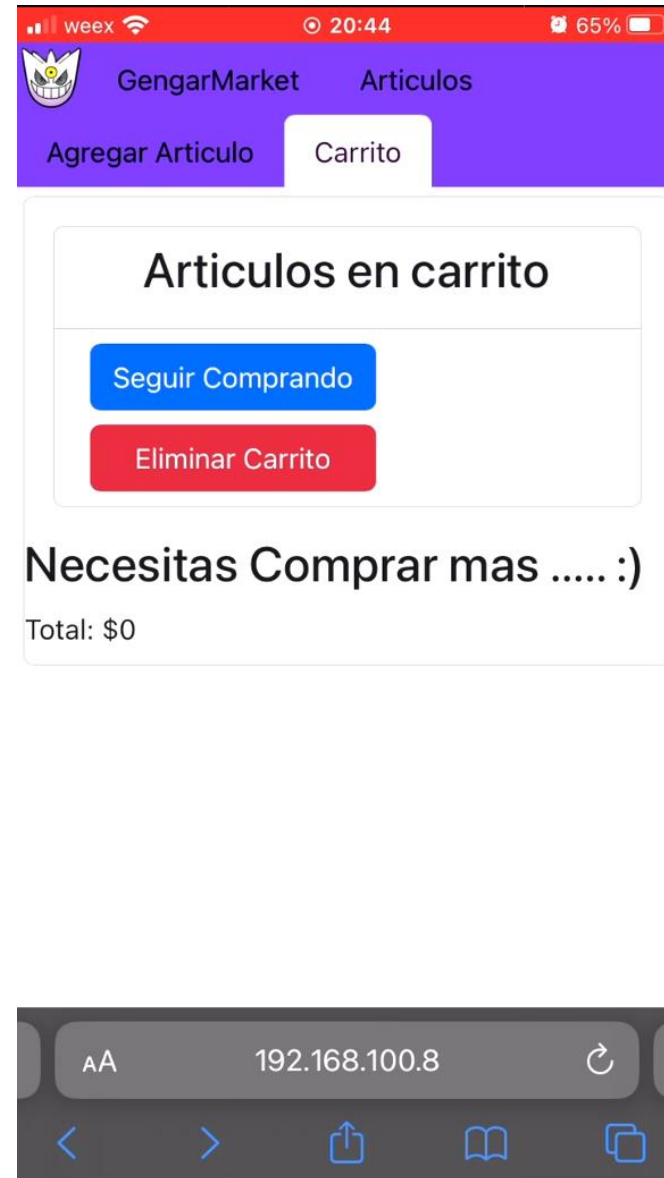 weex 20:44 65%
GengarMarket Articulos
Agregar Articulo Carrito
Articulos en carrito
Seguir Comprando
Eliminar Carrito
Necesitas Comprar mas ..... :)
Total: $0
AA 192.168.100.8